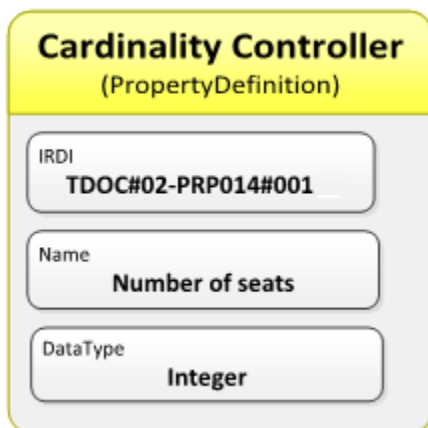 Cardinality Controller
(PropertyDefinition)
IRDI
TDOC#02-PRP014#001
Name
Number of seats
DataType
Integer